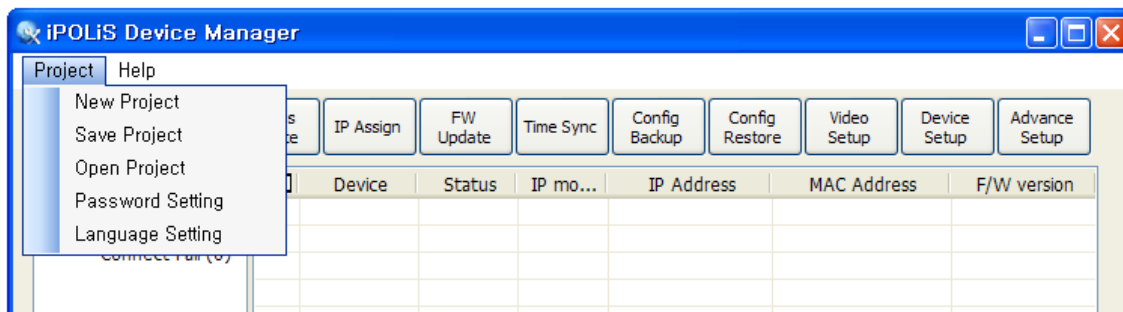 iPOLiS Device Manager
Project Help
New Project
Save Project
Open Project
Password Setting
Language Setting
IP Assign
FW
Update
Time Sync
Config
Backup
Config
Restore
Video
Setup
Device
Setup
Advance
Setup
Device Status IP mo... IP Address MAC Address F/W version